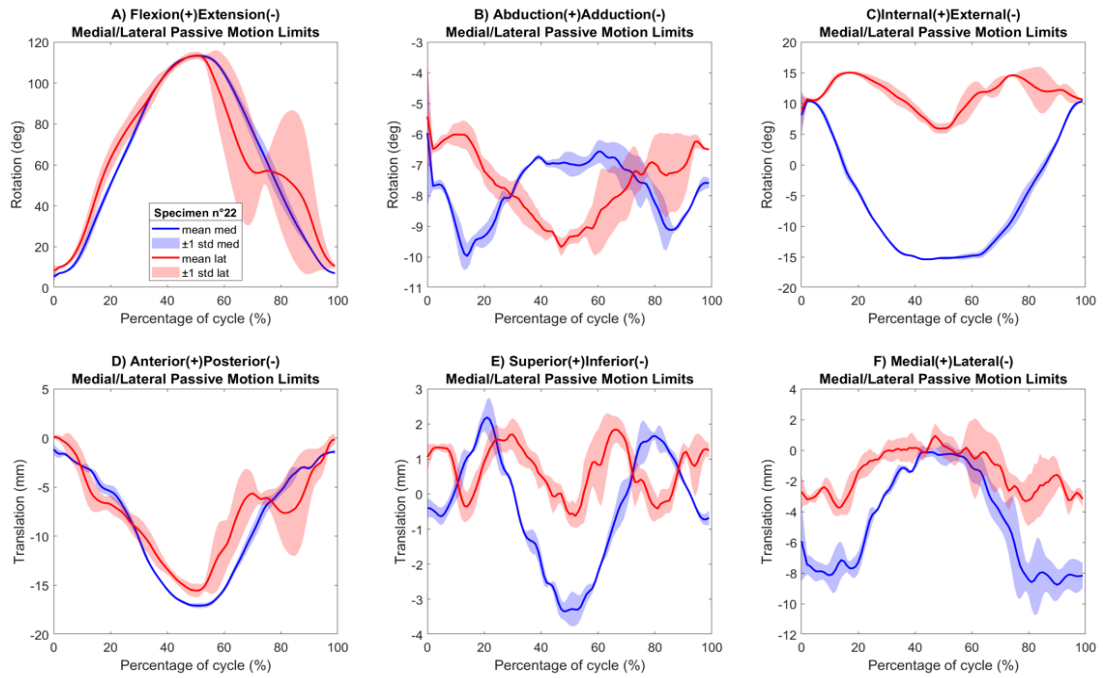 A) Flexion(+)Extension(-)
Medial/Lateral Passive Motion Limits
120
100
80
60
40
20
0
Rotation (deg)
Specimen n°22
mean med
±1 std med
mean lat
±1 std lat
0 20 40 60 80 100
Percentage of cycle (%)
B) Abduction(+)Adduction(-)
Medial/Lateral Passive Motion Limits
-3
-4
-5
-6
-7
-8
-9
-10
-11
Rotation (deg)
0 20 40 60 80 100
Percentage of cycle (%)
C)Internal(+)External(-)
Medial/Lateral Passive Motion Limits
20
15
10
5
0
-5
-10
-15
-20
Rotation (deg)
0 20 40 60 80 100
Percentage of cycle (%)
D) Anterior(+)Posterior(-)
Medial/Lateral Passive Motion Limits
5
0
-5
-10
-15
-20
Translation (mm)
0 20 40 60 80 100
Percentage of cycle (%)
E) Superior(+)Inferior(-)
Medial/Lateral Passive Motion Limits
3
2
1
0
-1
-2
-3
-4
Translation (mm)
0 20 40 60 80 100
Percentage of cycle (%)
F) Medial(+)Lateral(-)
Medial/Lateral Passive Motion Limits
4
2
0
-2
-4
-6
-8
-10
-12
Translation (mm)
0 20 40 60 80 100
Percentage of cycle (%)